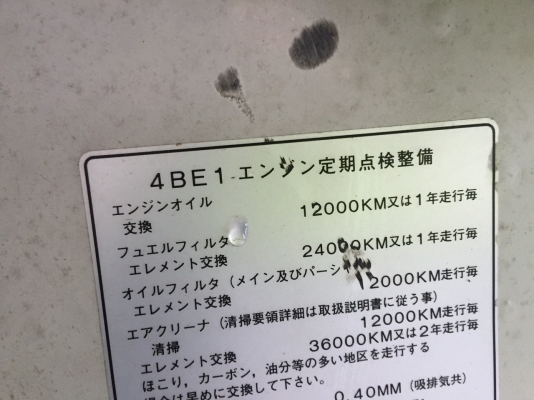 4BE1 エンジン定期点検整備
エンジンオイル
交換 12000KM又は1年走行毎
フュエルフィルタ
エレメント交換 24000KM又は1年走行毎
オイルフィルタ (メイン及びパーシ
エレメント交換 12000KM走行毎
エアクリーナ (清掃要領詳細は取扱説明書に従う事)
清掃 12000KM走行毎
エレメント交換 36000KM又は2年走行毎
ほこり, カーボン, 油分等の多い地区を走行する
場合は早めに交換して下さい。
0.40MM (吸排気共)